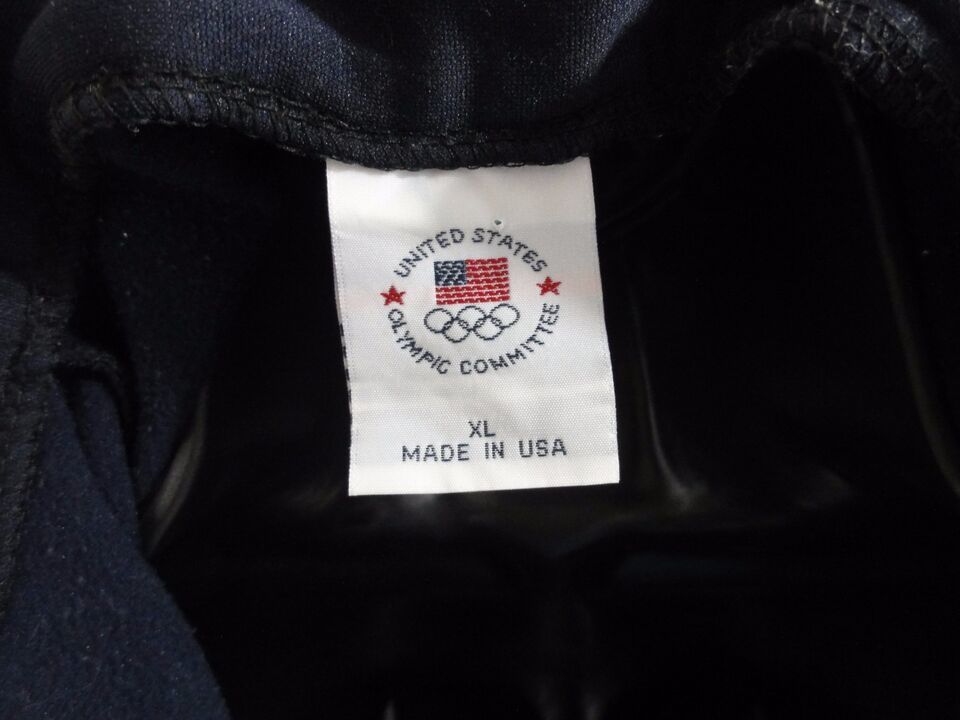 UNITED STATES
OLYMPIC COMMITTEE
XL
MADE IN USA